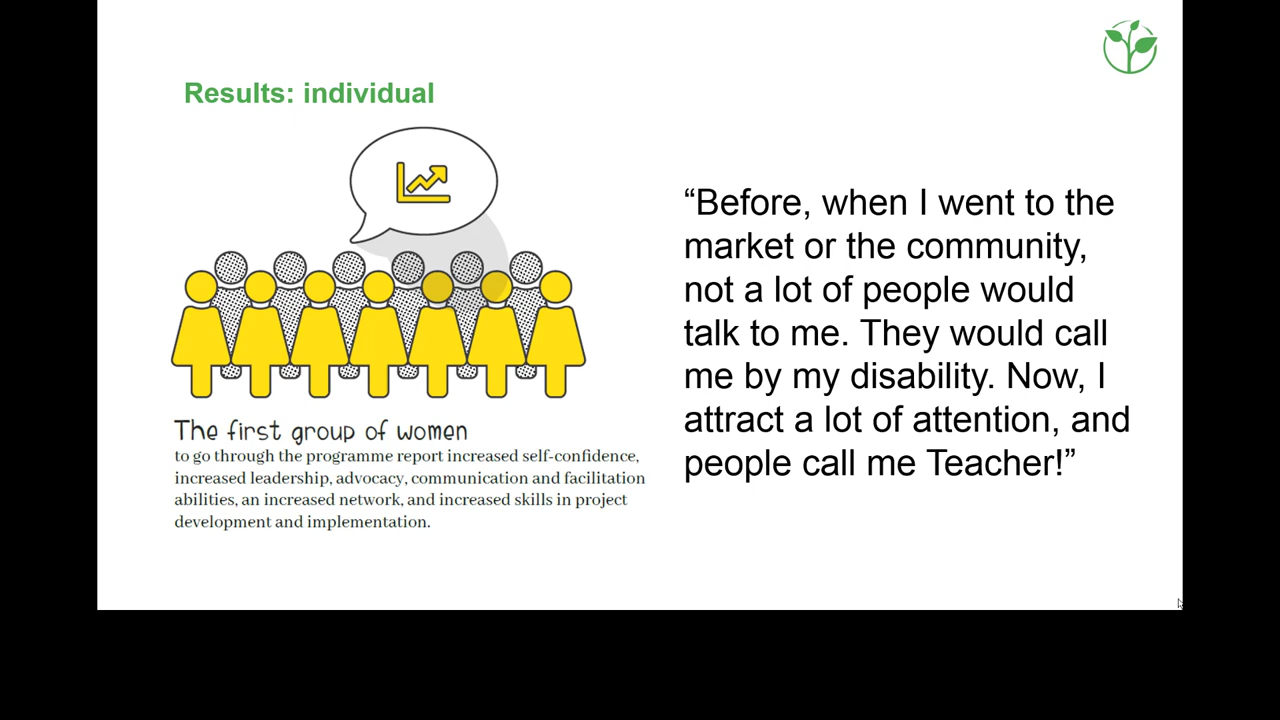 Results: individual
The first group of women
to go through the programme report increased self-confidence,
increased leadership, advocacy, communication and facilitation
abilities, an increased network, and increased skills in project
development and implementation.
“Before, when I went to the
market or the community,
not a lot of people would
talk to me. They would call
me by my disability. Now, I
attract a lot of attention, and
people call me Teacher!”